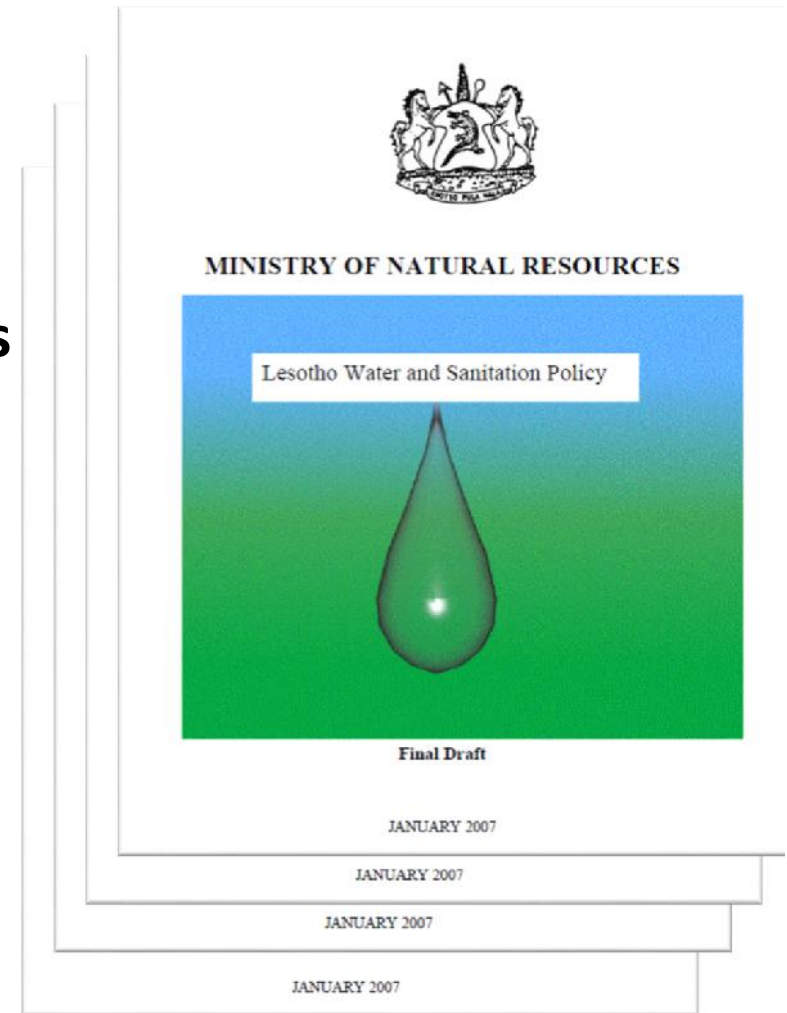 S
MINISTRY OF NATURAL RESOURCES
Lesotho Water and Sanitation Policy
Final Draft
JANUARY 2007
JANUARY 2007
JANUARY 2007
JANUARY 2007